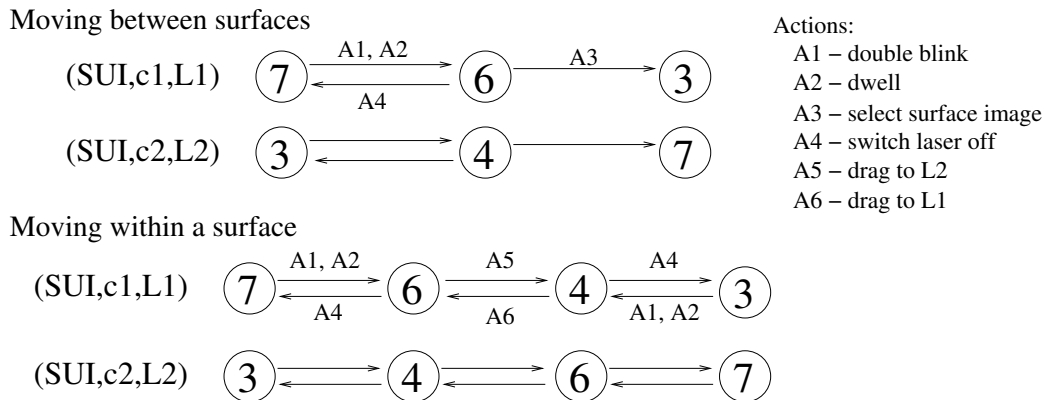 Moving between surfaces
Actions:
A1, A2
A1 – double blink
(SUI,c1,L1) 7 6 A3 3
A2 – dwell
A4
A3 – select surface image
A4 – switch laser off
(SUI,c2,L2) 3 4 7
A5 – drag to L2
A6 – drag to L1
Moving within a surface
A1, A2 A5 A4
(SUI,c1,L1) 7 6 4 3
A4 A6 A1, A2
(SUI,c2,L2) 3 4 6 7